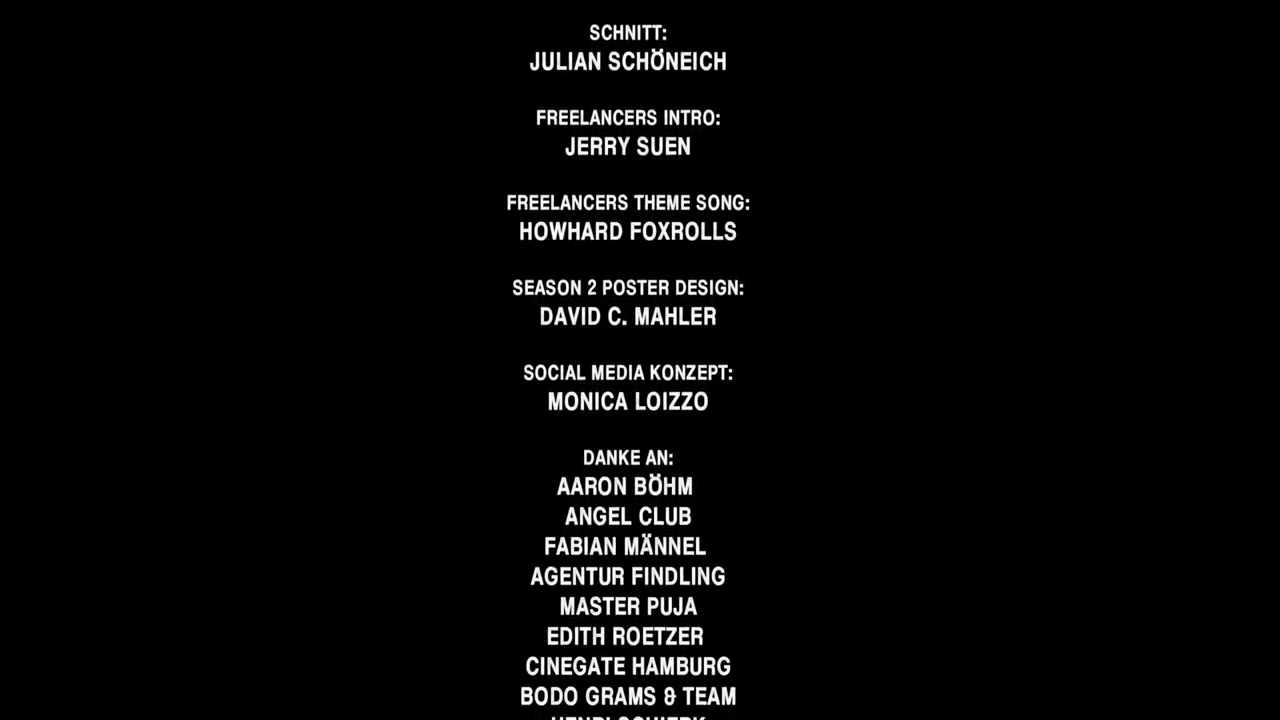 SCHNITT:
JULIAN SCHÖNEICH
FREELANCERS INTRO:
JERRY SUEN
FREELANCERS THEME SONG:
HOWHARD FOXROLLS
SEASON 2 POSTER DESIGN:
DAVID C. MAHLER
SOCIAL MEDIA KONZEPT:
MONICA LOIZZO
DANKE AN:
AARON BÖHM
ANGEL CLUB
FABIAN MÄNNEL
AGENTUR FINDLING
MASTER PUJA
EDITH ROETZER
CINEGATE HAMBURG
BODO GRAMS & TEAM